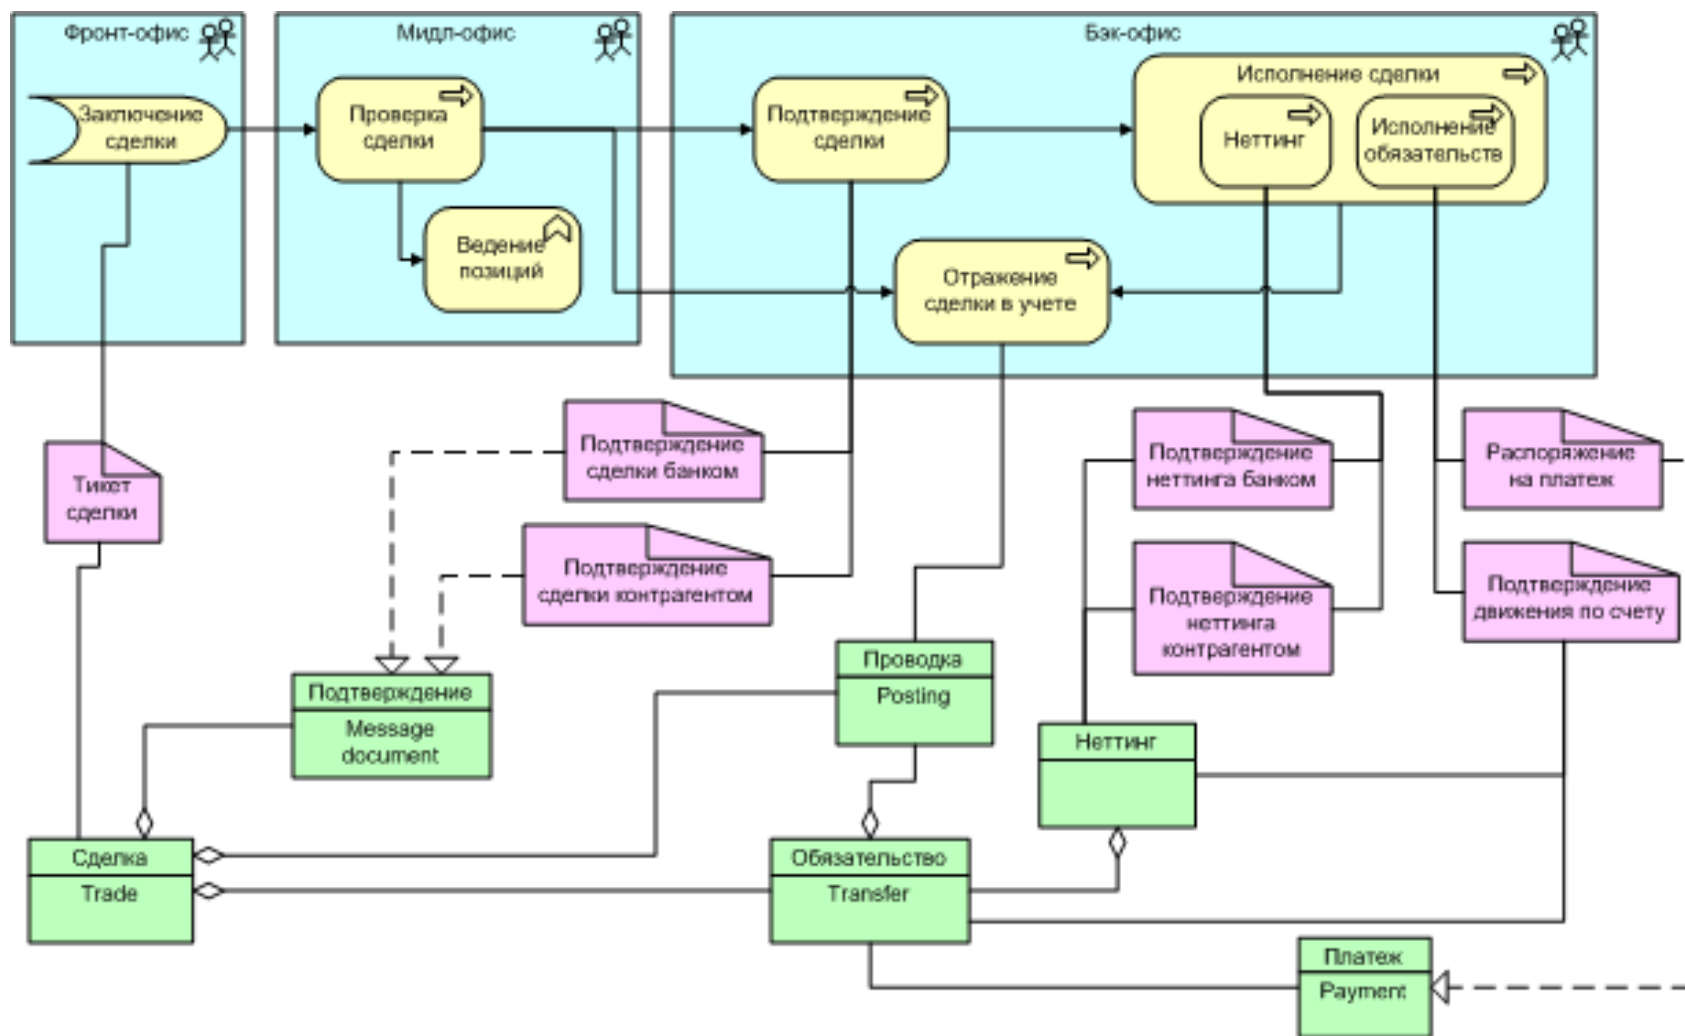 Фронт-офис
Мидл-офис
Бэк-офис
Заключение
сделки
Проверка
сделки
Ведение
позиций
Подтверждение
сделки
Исполнение сделки
Неттинг
Исполнение
обязательств
Отражение
сделки в учете
Тикет
сделки
Подтверждение
сделки банком
Подтверждение
сделки контрагентом
Подтверждение
неттинга банком
Подтверждение
неттинга
контрагентом
Распоряжение
на платеж
Подтверждение
движения по счету
Подтверждение
Message
document
Проводка
Posting
Неттинг
Сделка
Trade
Обязательство
Transfer
Платеж
Payment